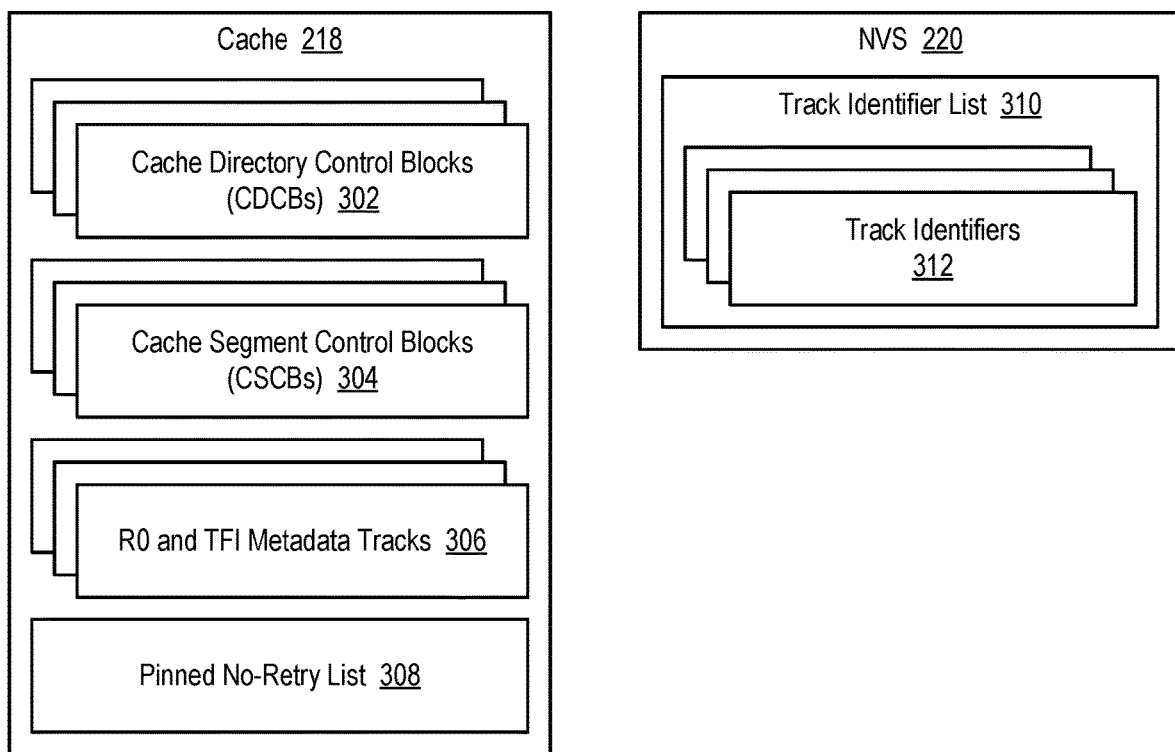 Cache 218
Cache Directory Control Blocks
(CDCBs) 302
Cache Segment Control Blocks
(CSCBs) 304
R0 and TFI Metadata Tracks 306
Pinned No-Retry List 308
NVS 220
Track Identifier List 310
Track Identifiers
312